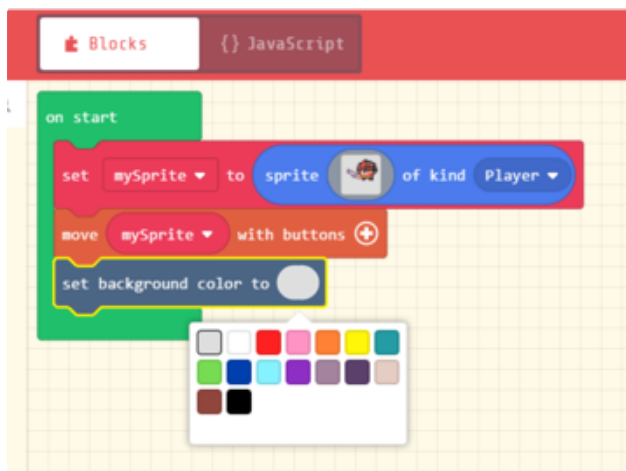 Blocks
{} JavaScript
on start
set mySprite to sprite of kind Player
move mySprite with buttons
set background color to